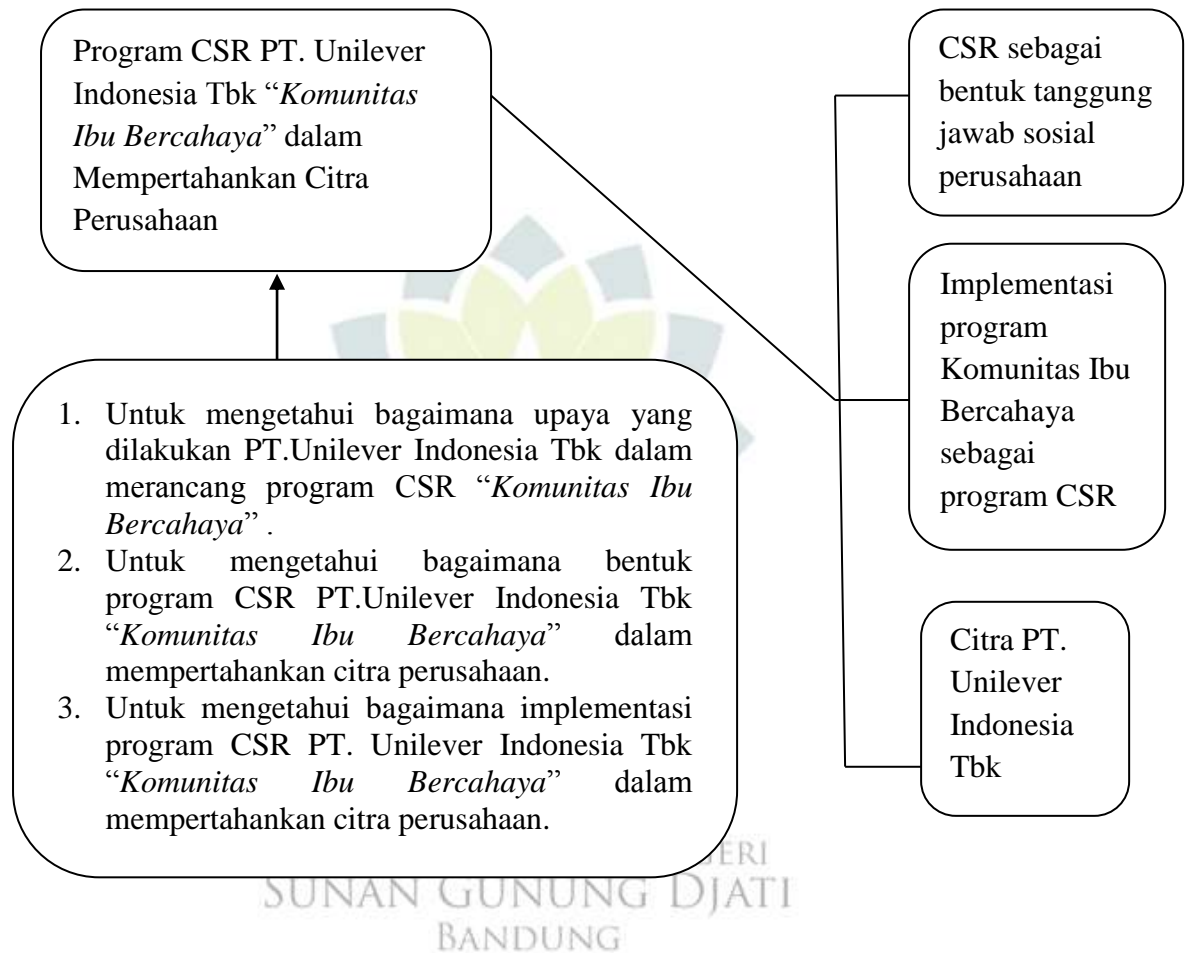 Program CSR PT. Unilever
Indonesia Tbk “Komunitas
Ibu Bercahaya” dalam
Mempertahankan Citra
Perusahaan
1. Untuk mengetahui bagaimana upaya yang
dilakukan PT.Unilever Indonesia Tbk dalam
merancang program CSR “Komunitas Ibu
Bercahaya” .
2. Untuk mengetahui bagaimana bentuk
program CSR PT.Unilever Indonesia Tbk
“Komunitas Ibu Bercahaya” dalam
mempertahankan citra perusahaan.
3. Untuk mengetahui bagaimana implementasi
program CSR PT. Unilever Indonesia Tbk
“Komunitas Ibu Bercahaya” dalam
mempertahankan citra perusahaan.
CSR sebagai
bentuk tanggung
jawab sosial
perusahaan
Implementasi
program
Komunitas Ibu
Bercahaya
sebagai
program CSR
Citra PT.
Unilever
Indonesia
Tbk
SUNAN GUNUNG DJATI
BANDUNG